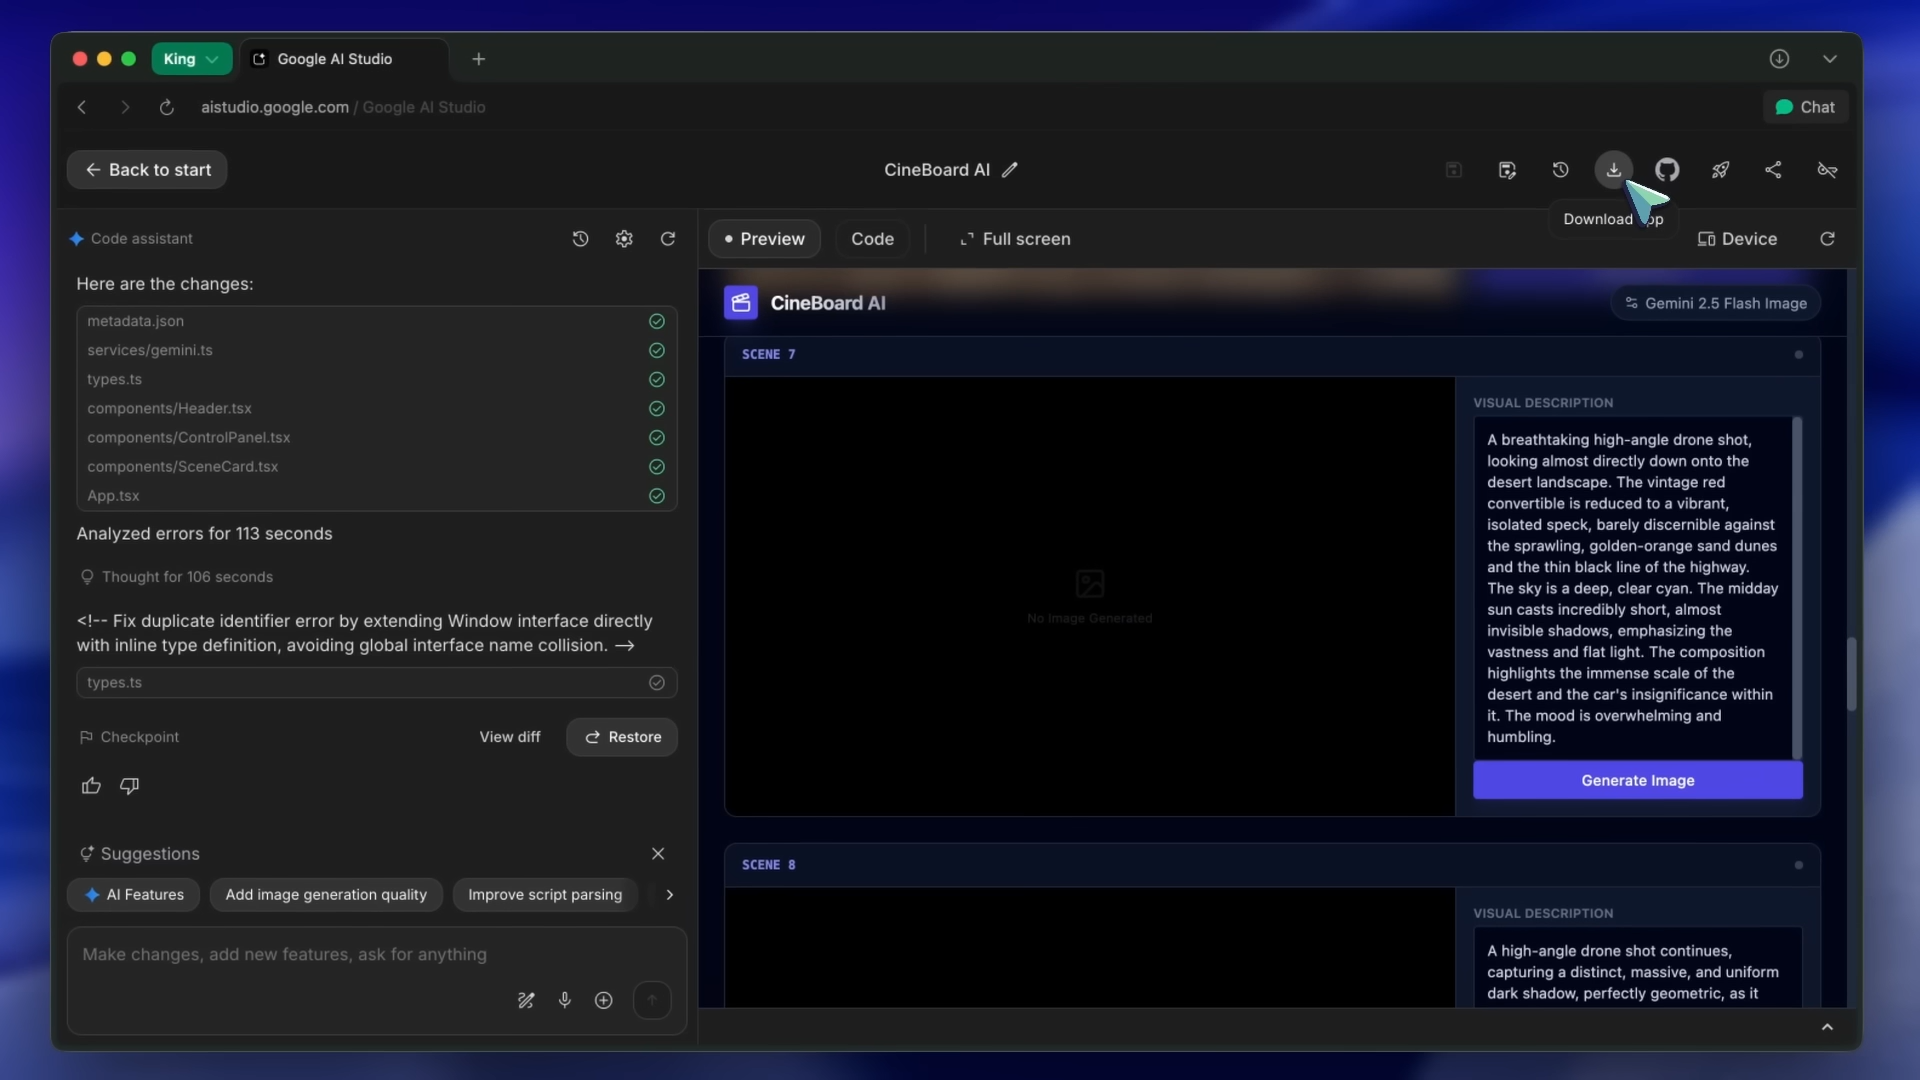 King
Google AI Studio
aistudio.google.com / Google AI Studio
Chat
Back to start
CineBoard AI
Download
Code assistant
Preview
Code
Full screen
Device
Here are the changes:
metadata.json
services/gemini.ts
types.ts
components/Header.tsx
components/ControlPanel.tsx
components/SceneCard.tsx
App.tsx
Analyzed errors for 113 seconds
Thought for 106 seconds
<!-- Fix duplicate identifier error by extending Window interface directly
with inline type definition, avoiding global interface name collision. -->
types.ts
Checkpoint
View diff
Restore
Suggestions
AI Features
Add image generation quality
Improve script parsing
Make changes, add new features, ask for anything
CineBoard AI
Gemini 2.5 Flash Image
SCENE 7
No Image Generated
VISUAL DESCRIPTION
A breathtaking high-angle drone shot,
looking almost directly down onto the
desert landscape. The vintage red
convertible is reduced to a vibrant,
isolated speck, barely discernible against
the sprawling, golden-orange sand dunes
and the thin black line of the highway.
The sky is a deep, clear cyan. The midday
sun casts incredibly short, almost
invisible shadows, emphasizing the
vastness and flat light. The composition
highlights the immense scale of the
desert and the car's insignificance within
it. The mood is overwhelming and
humbling.
Generate Image
SCENE 8
VISUAL DESCRIPTION
A high-angle drone shot continues,
capturing a distinct, massive, and uniform
dark shadow, perfectly geometric, as it